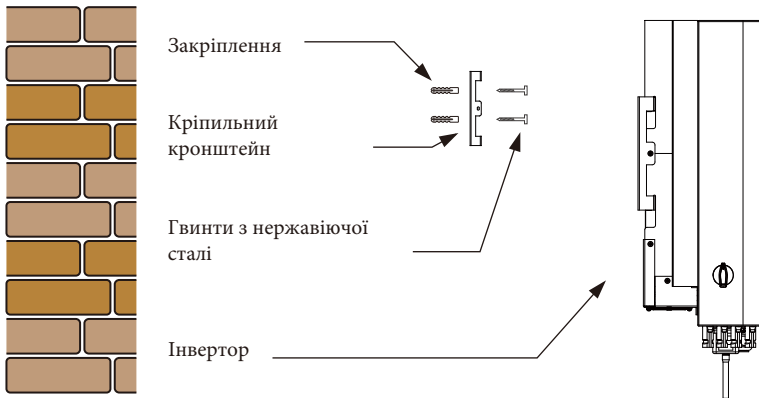 Закріплення
Кріпильний
кронштейн
Гвинти з нержавіючої
сталі
Інвертор